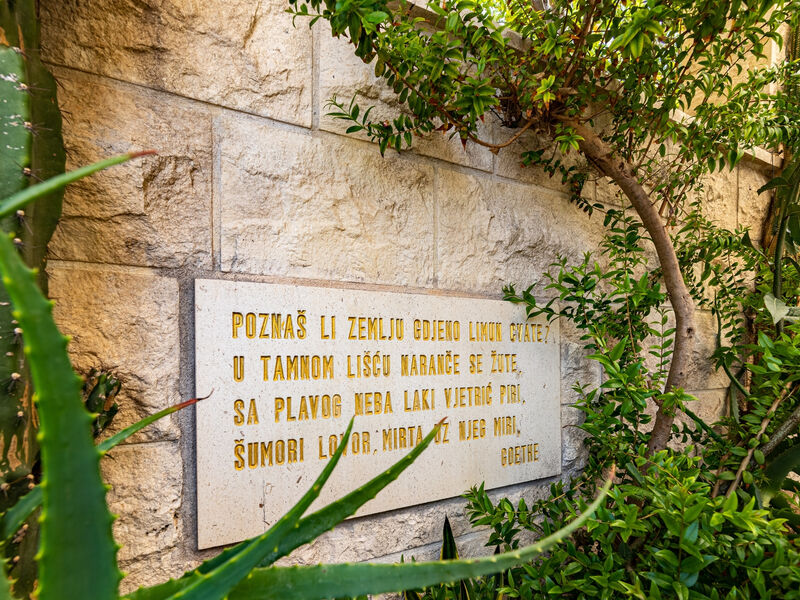 POZNAŠ LI ZEMLJU GDJENO LIMUN CVATE?
U TAMNOM LIŠĆU NARANČE SE ŽUTE,
SA PLAVOG NEBA LAKI VJETRIĆ PIRI,
ŠUMORI LOVOR, MIRTA UZ NJEG MIRI,
GOETHE